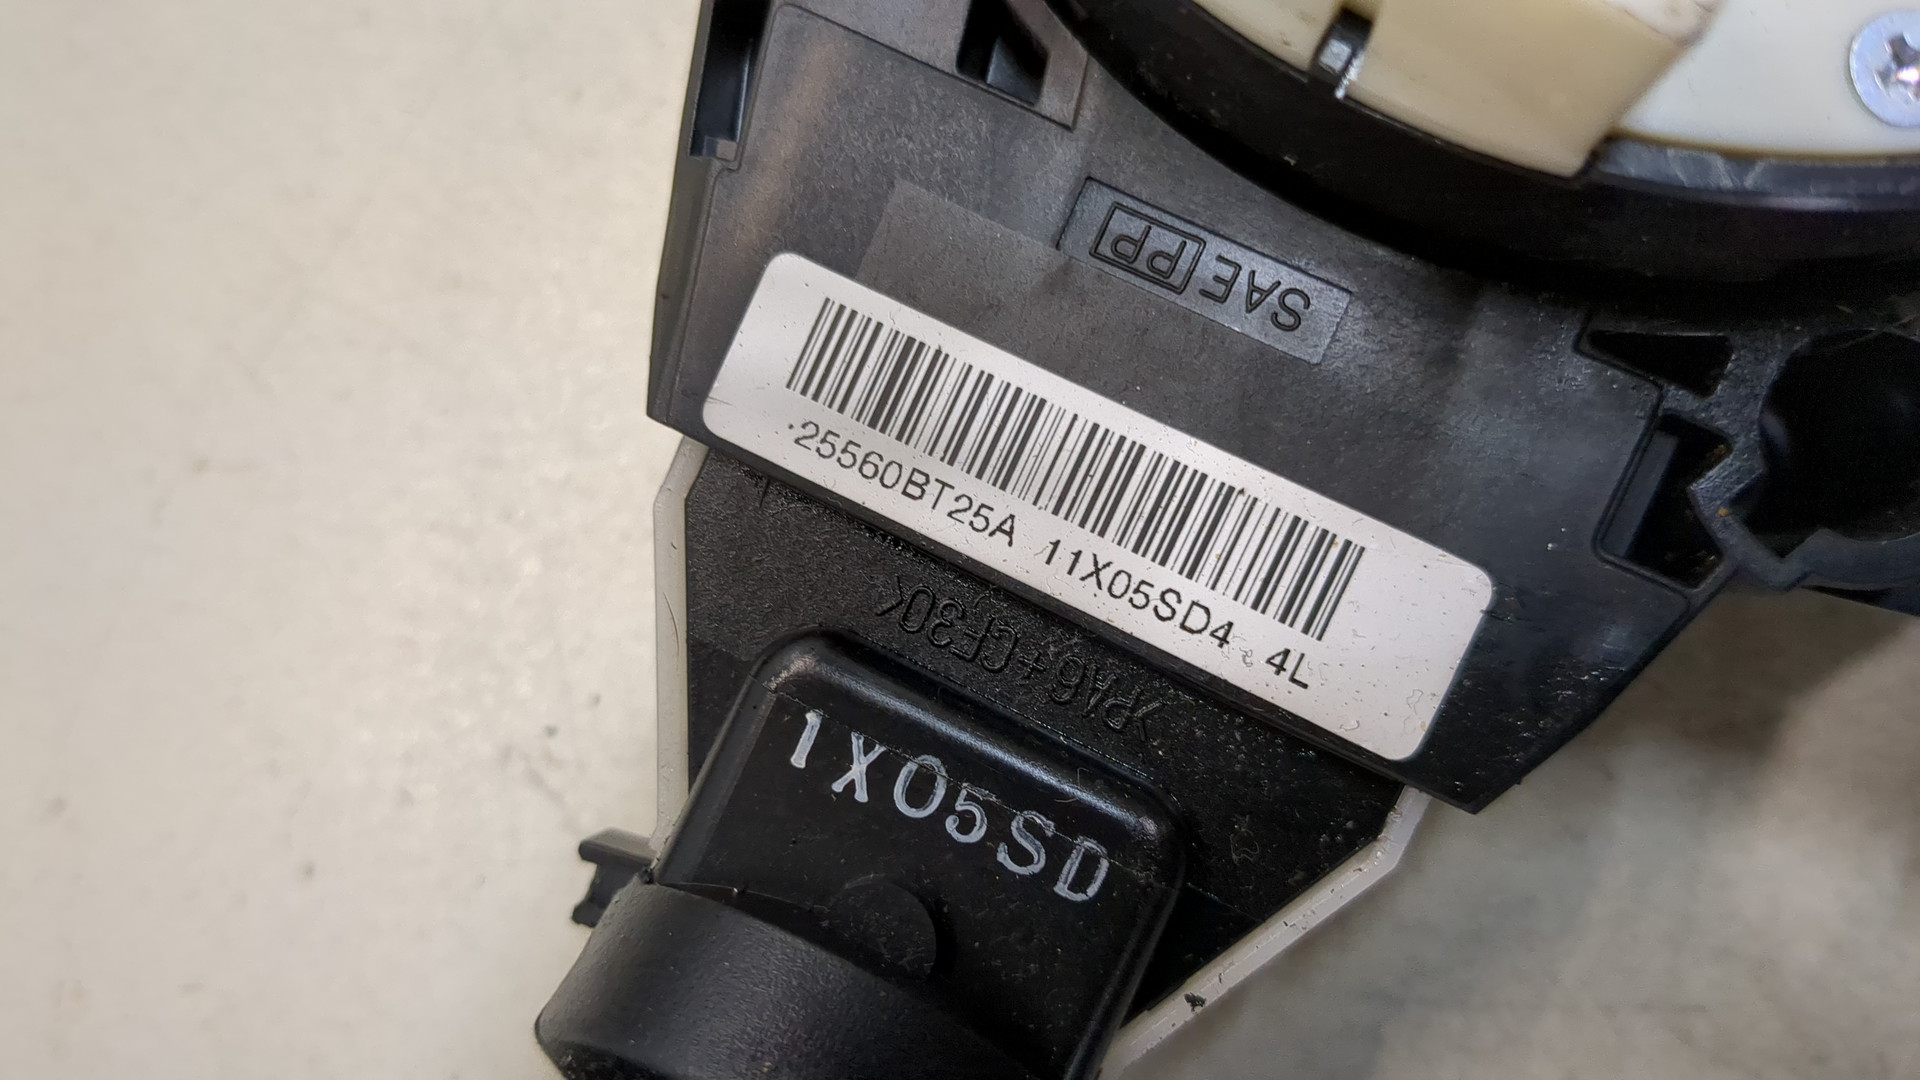 SAE PP
25560BT25A 11X05SD4 4L
>PA6+GF30<
1X05SD